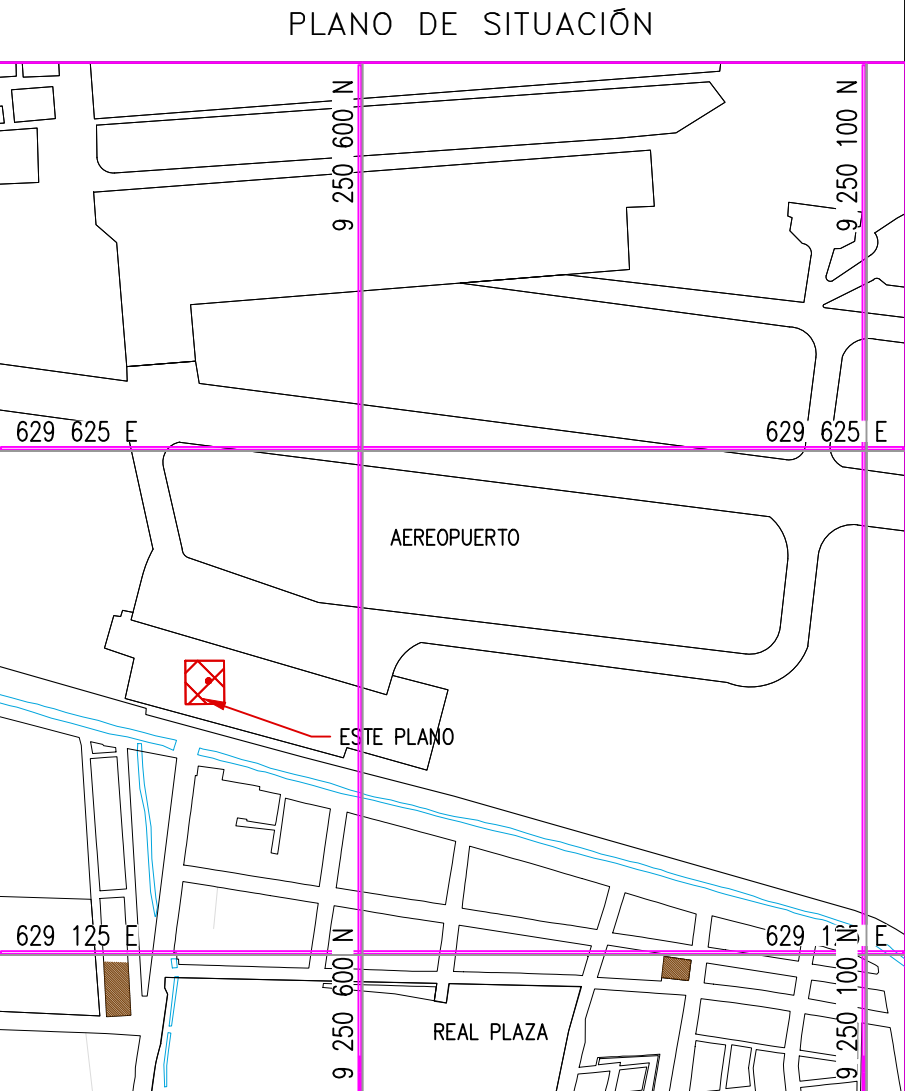 PLANO DE SITUACIÓN
9 250 600 N
9 250 100 N
629 625 E
629 625 E
AEREOPUERTO
ESTE PLANO
629 125 E
629 E
9 250 600 N
9 250 100 N
REAL PLAZA